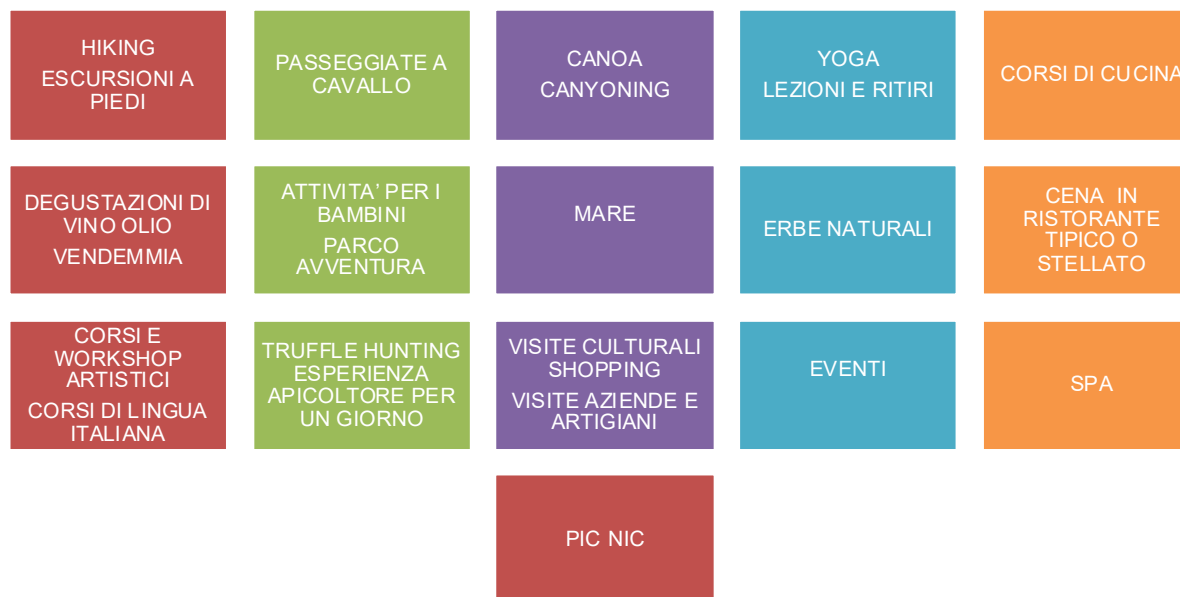 HIKING
ESCURSIONI A
PIEDI
PASSEGGIATE A
CAVALLO
CANOA
CANYONING
YOGA
LEZIONI E RITIRI
CORSI DI CUCINA
DEGUSTAZIONI DI
VINO OLIO
VENDEMMIA
ATTIVITA’ PER I
BAMBINI
PARCO
AVVENTURA
MARE
ERBE NATURALI
CENA IN
RISTORANTE
TIPICO O
STELLATO
CORSI E
WORKSHOP
ARTISTICI
CORSI DI LINGUA
ITALIANA
TRUFFLE HUNTING
ESPERIENZA
APICOLTORE PER
UN GIORNO
VISITE CULTURALI
SHOPPING
VISITE AZIENDE E
ARTIGIANI
EVENTI
SPA
PIC NIC